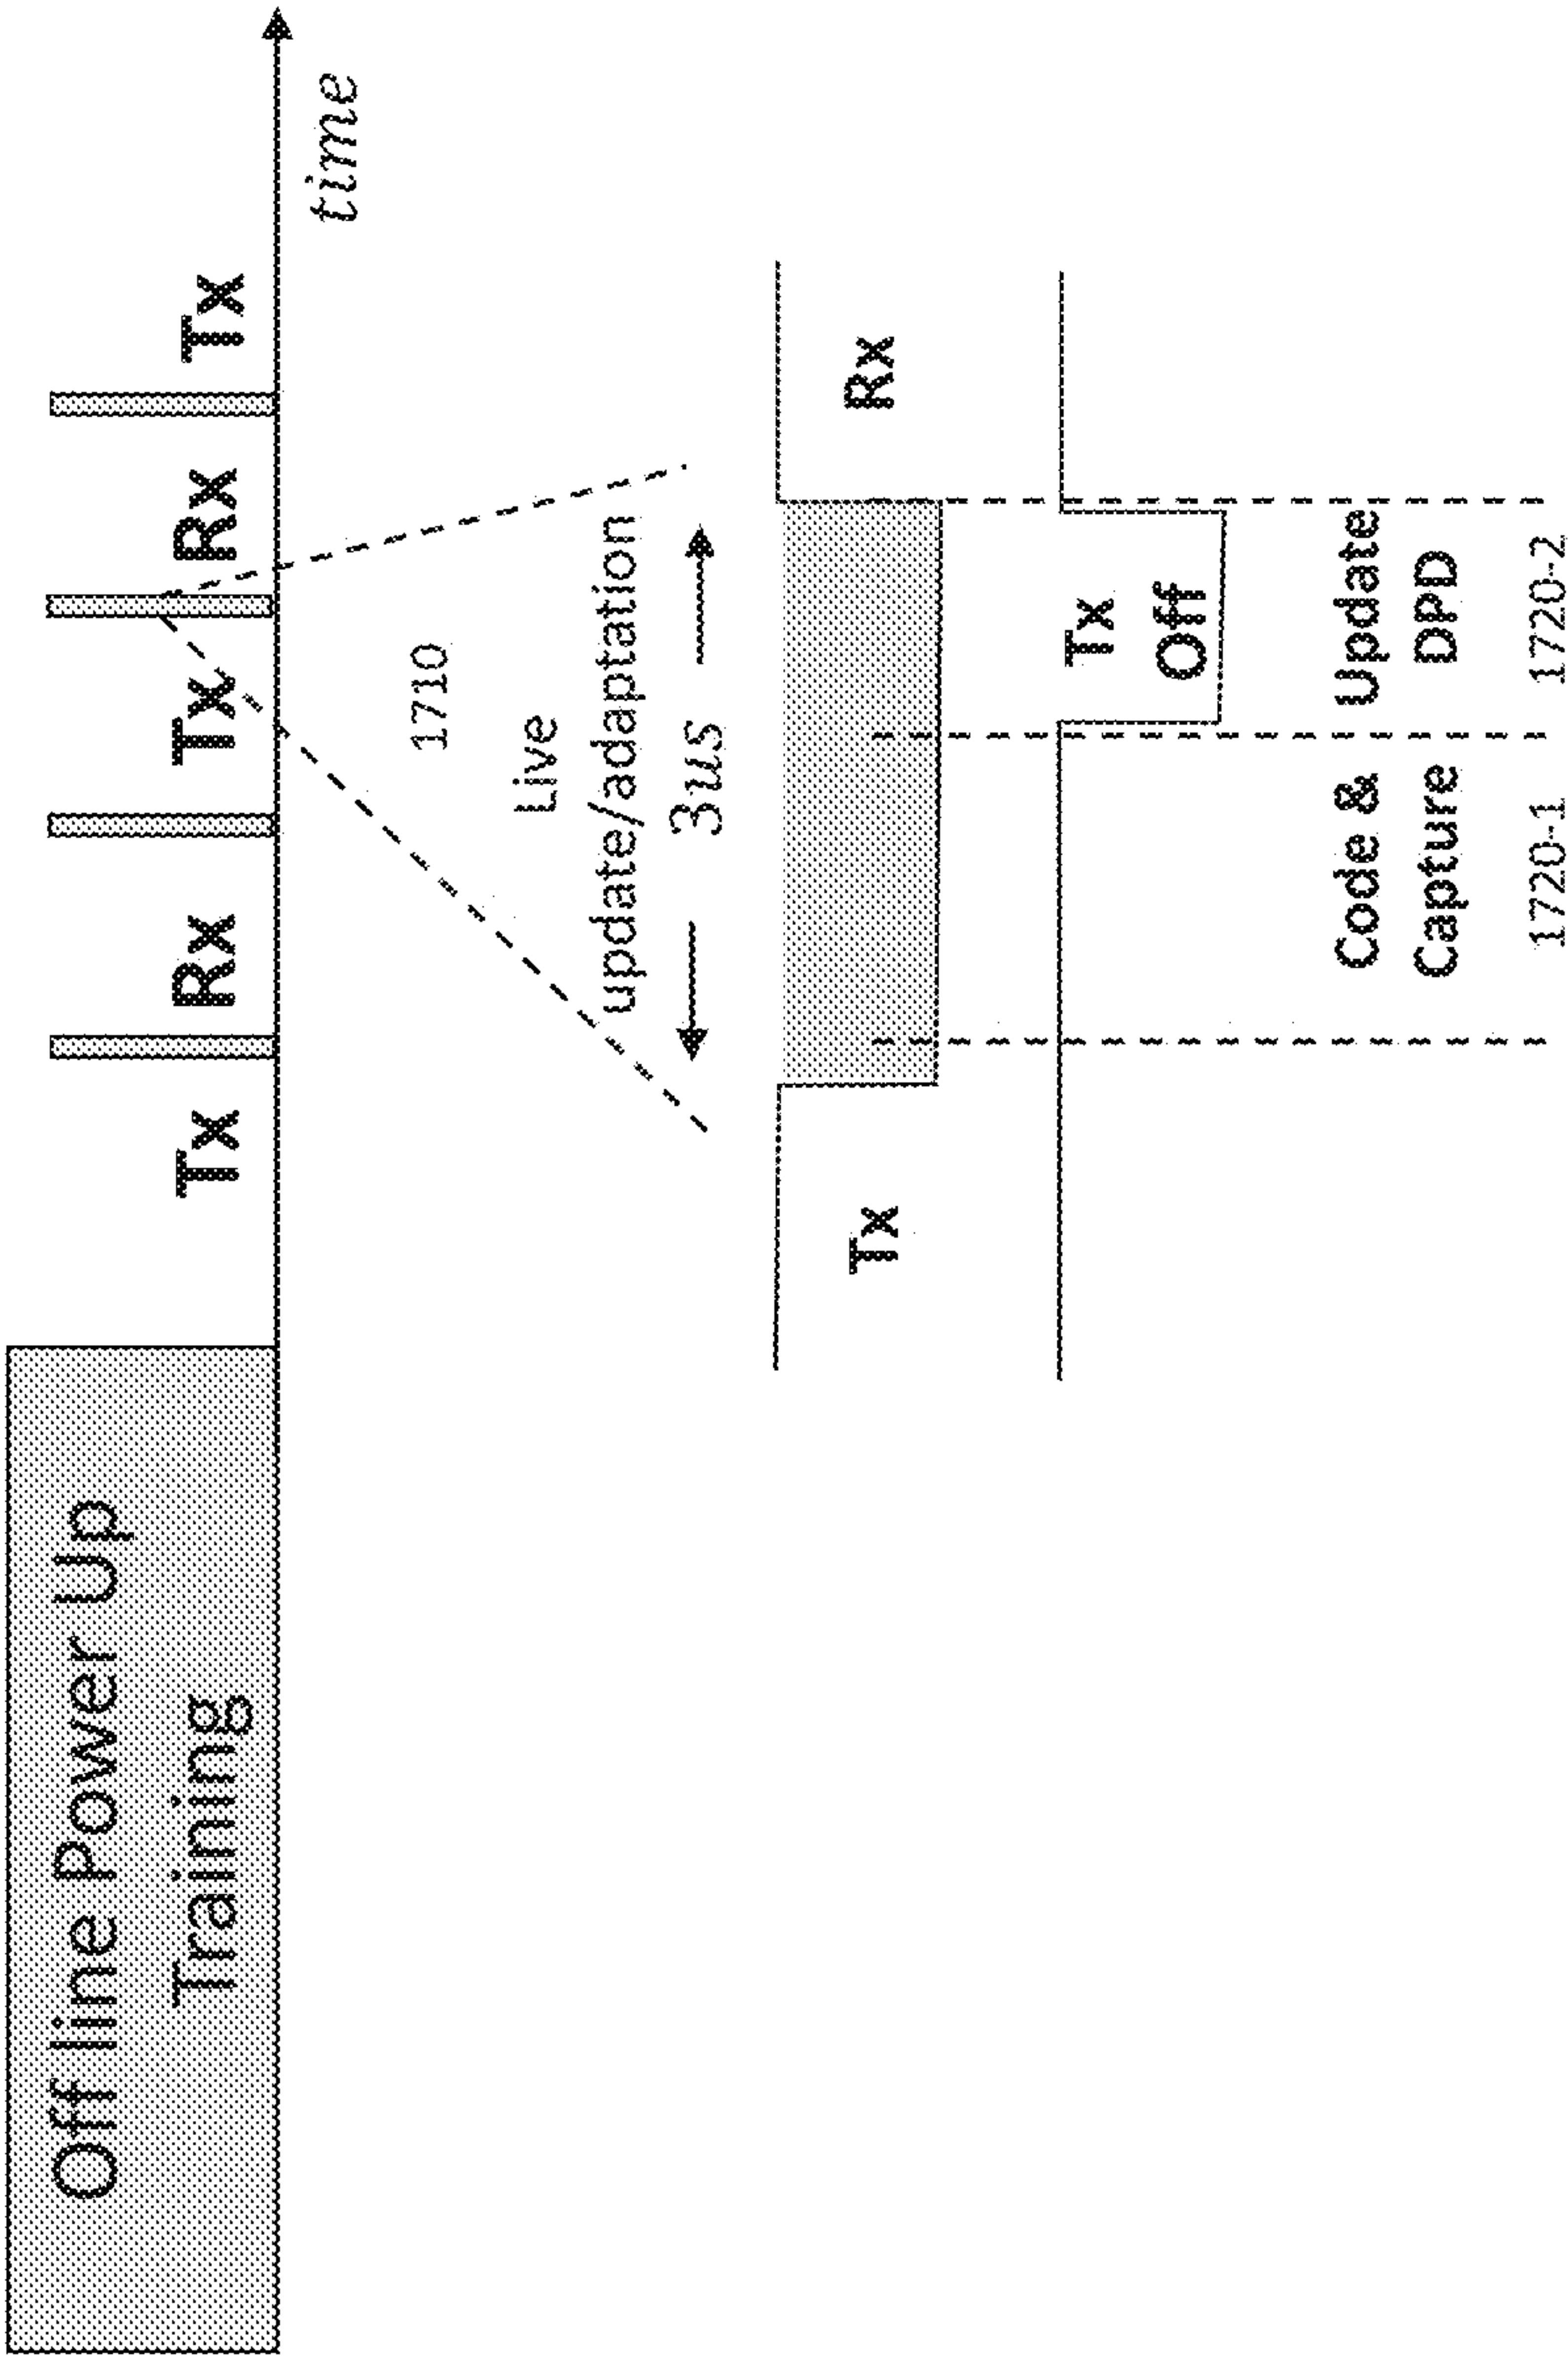 Off line Power Up
Training
Tx
Rx
Tx
Rx
Tx
time
1710
Live
update/adaptation
3us
Tx
Rx
Tx
Off
Code &
Capture
1720-1
Update
DPD
1720-2